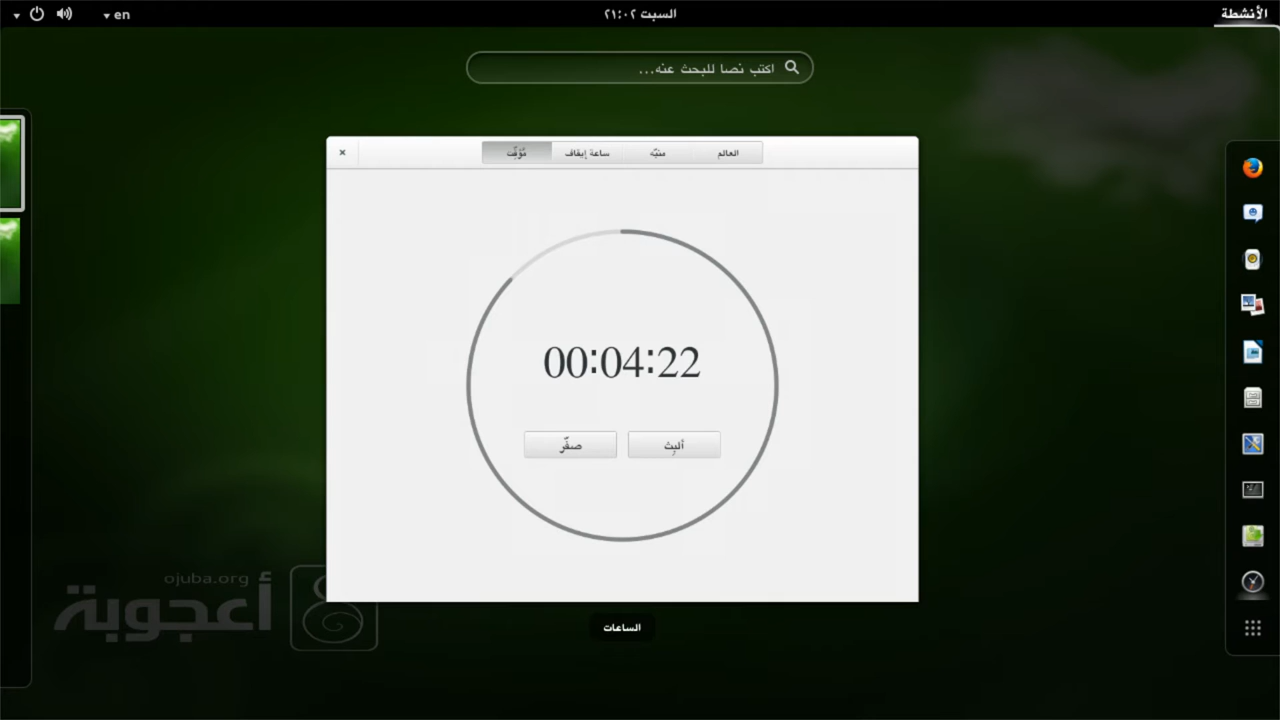 الأنشطة
السبت ٢١:٠٢
en
اكتب نصا للبحث عنه...
العالم
منبّه
ساعة إيقاف
مُؤقِّت
×
00:04:22
ألبِث
صفّر
الساعات
ojuba.org
أعجوبة